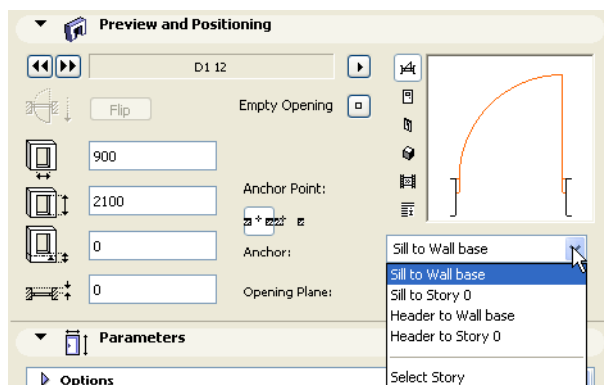 Preview and Positioning
D1 12
Flip
Empty Opening
900
2100
Anchor Point:
0
Anchor:
Sill to Wall base
Sill to Wall base
Sill to Story 0
Header to Wall base
Header to Story 0
Select Story
0
Opening Plane:
Parameters
Options